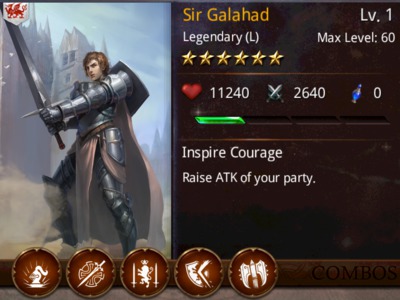 Sir Galahad Lv. 1
Legendary (L) Max Level: 60
11240 2640 0
Inspire Courage
Raise ATK of your party.
COMBOS